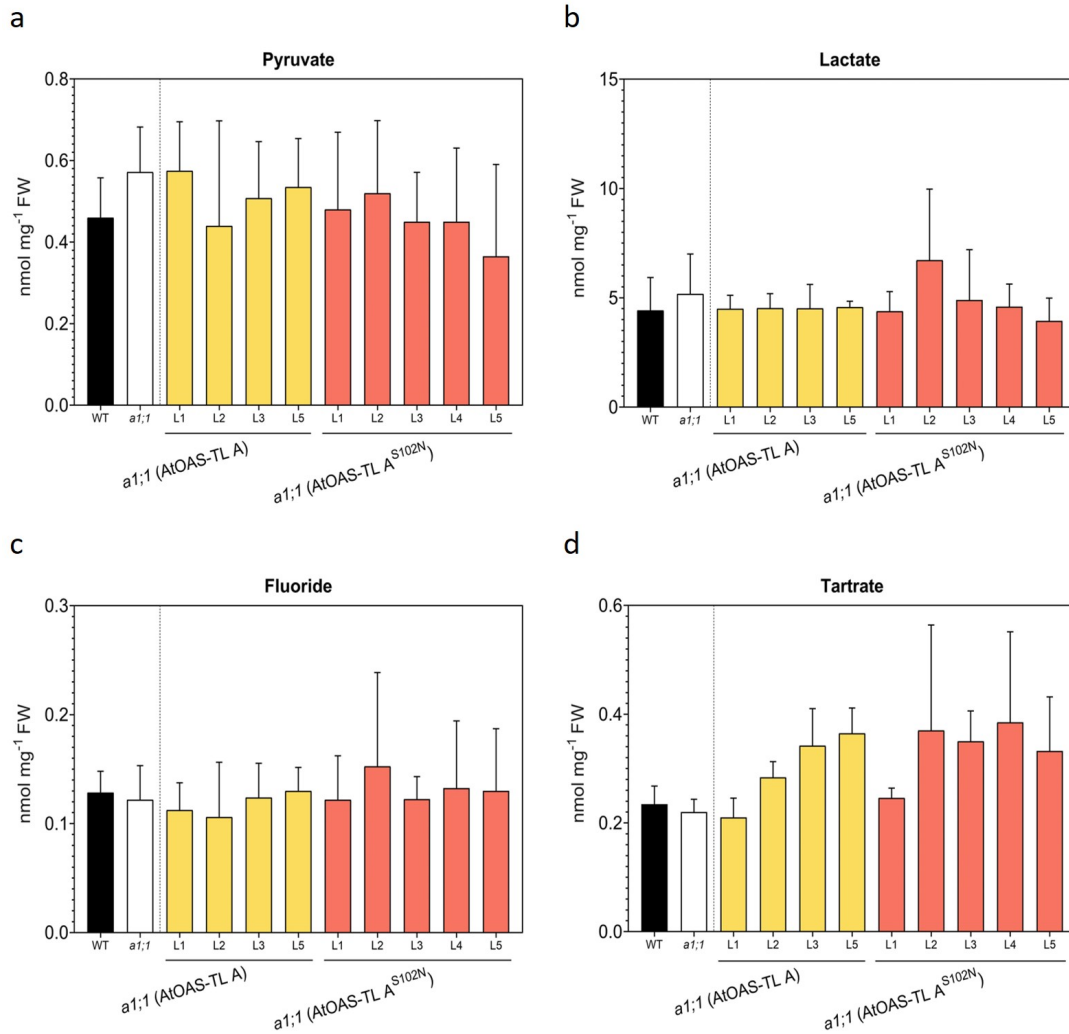 a
Pyruvate
nmol mg⁻¹ FW
0.8
0.6
0.4
0.2
0.0
WT a1;1 L1 L2 L3 L5 L1 L2 L3 L4 L5
a1;1 (AtOAS-TL A) a1;1 (AtOAS-TL A^S102N)
b
Lactate
nmol mg⁻¹ FW
15
10
5
0
WT a1;1 L1 L2 L3 L5 L1 L2 L3 L4 L5
a1;1 (AtOAS-TL A) a1;1 (AtOAS-TL A^S102N)
c
Fluoride
nmol mg⁻¹ FW
0.3
0.2
0.1
0.0
WT a1;1 L1 L2 L3 L5 L1 L2 L3 L4 L5
a1;1 (AtOAS-TL A) a1;1 (AtOAS-TL A^S102N)
d
Tartrate
nmol mg⁻¹ FW
0.6
0.4
0.2
0.0
WT a1;1 L1 L2 L3 L5 L1 L2 L3 L4 L5
a1;1 (AtOAS-TL A) a1;1 (AtOAS-TL A^S102N)